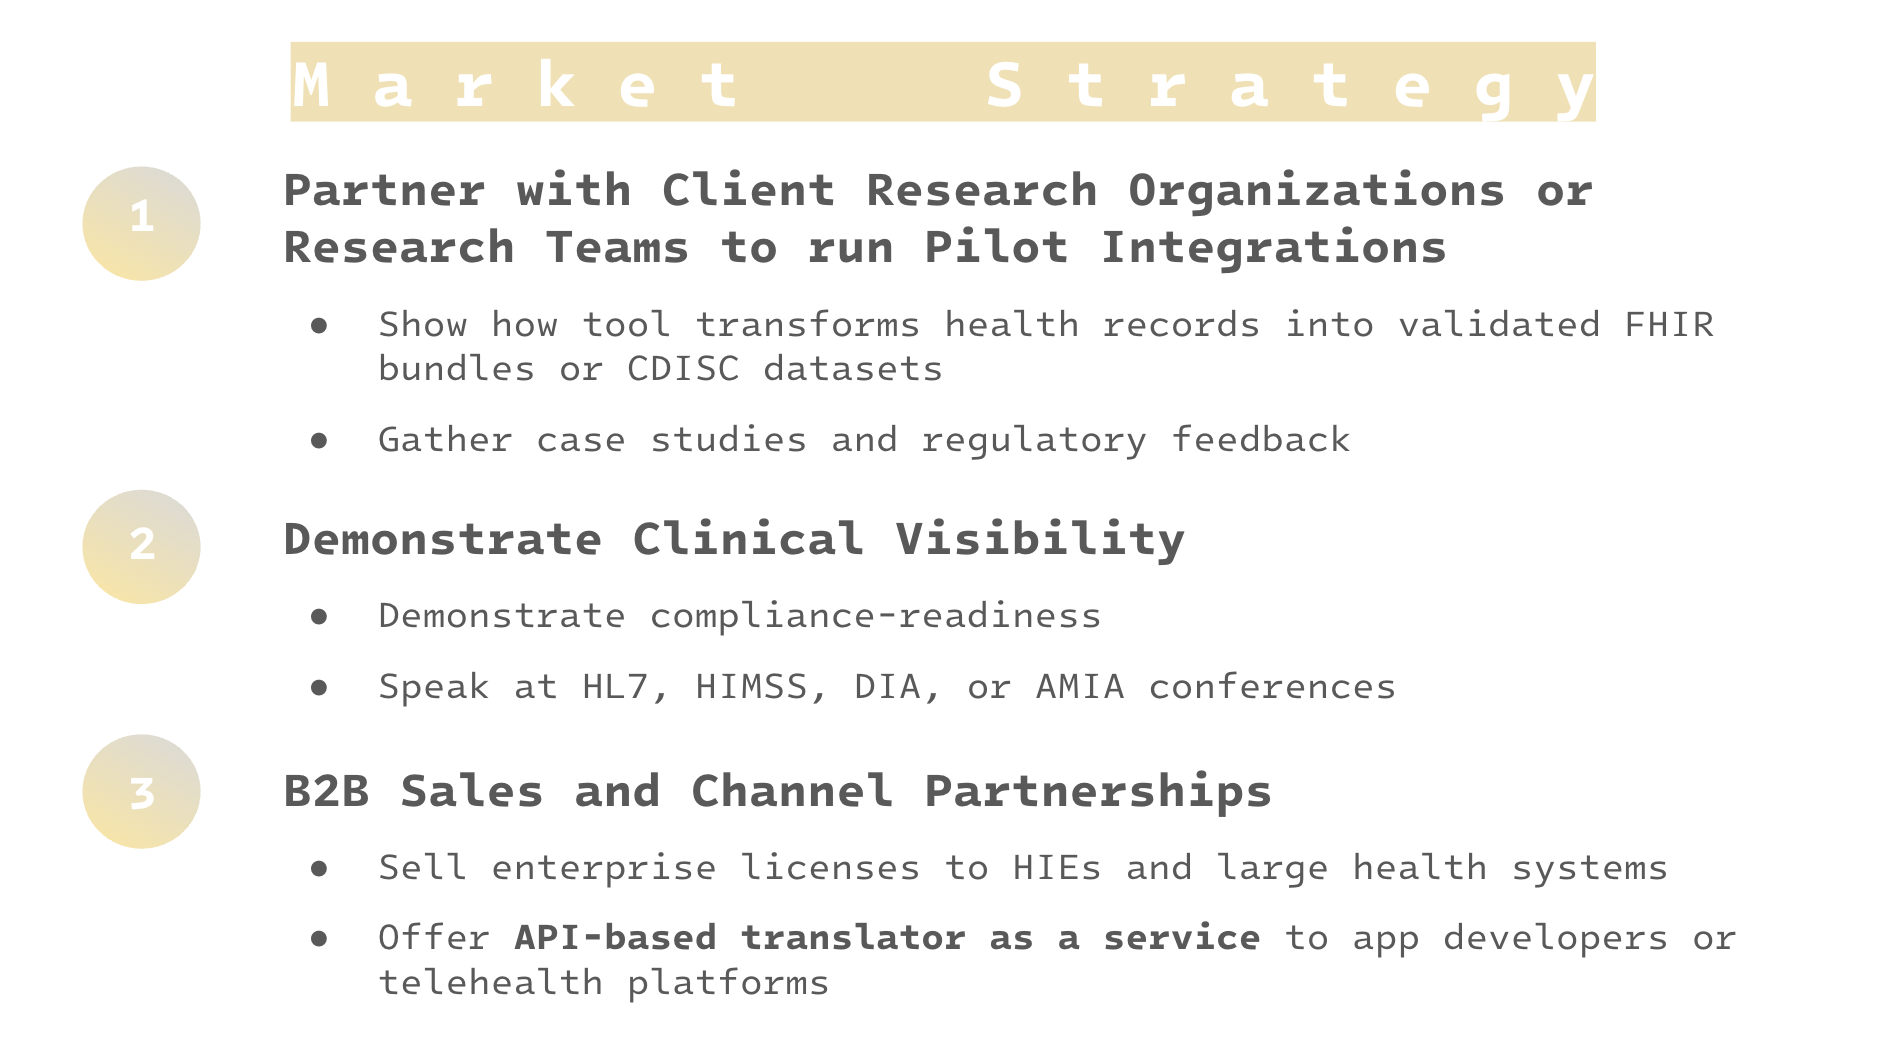 Market Strategy
1
Partner with Client Research Organizations or
Research Teams to run Pilot Integrations
● Show how tool transforms health records into validated FHIR
bundles or CDISC datasets
● Gather case studies and regulatory feedback
2
Demonstrate Clinical Visibility
● Demonstrate compliance-readiness
● Speak at HL7, HIMSS, DIA, or AMIA conferences
3
B2B Sales and Channel Partnerships
● Sell enterprise licenses to HIEs and large health systems
● Offer API-based translator as a service to app developers or
telehealth platforms